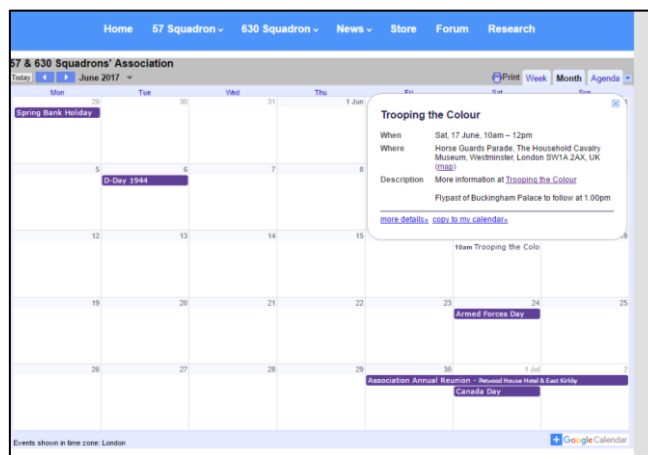 Home 57 Squadron 630 Squadron News Store Forum Research
57 & 630 Squadrons' Association
Today June 2017 Print Week Month Agenda
Mon Tue Wed Thu Fri Sat Sun
29 30 31 1 Jun
Spring Bank Holiday
Trooping the Colour
When Sat, 17 June, 10am – 12pm
Where Horse Guards Parade, The Household Cavalry
Museum, Westminster, London SW1A 2AX, UK
(map)
Description More information at Trooping the Colour
Flypast of Buckingham Palace to follow at 1.00pm
more details» copy to my calendar»
5 6 7 8
D-Day 1944
12 13 14 15 18
10am Trooping the Colo
19 20 21 22 23 24 25
Armed Forces Day
26 27 28 29 30 1 Jul 2
Association Annual Reunion - Petwood House Hotel & East Kirkby
Canada Day
Events shown in time zone: London
Google Calendar